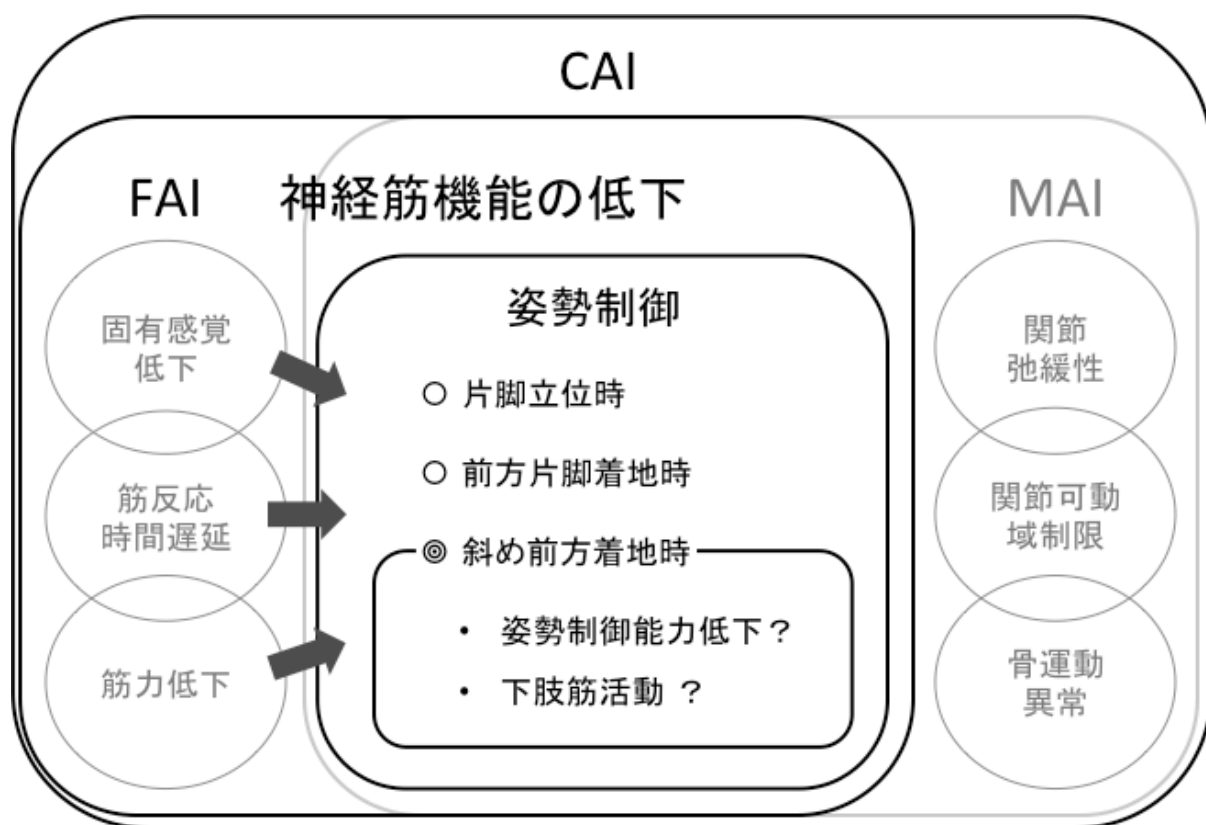 CAI
FAI
神経筋機能の低下
MAI
固有感覚
低下
筋反応
時間遅延
筋力低下
姿勢制御
○ 片脚立位時
○ 前方片脚着地時
◎ 斜め前方着地時
・ 姿勢制御能力低下？
・ 下肢筋活動 ？
関節
弛緩性
関節可動
域制限
骨運動
異常